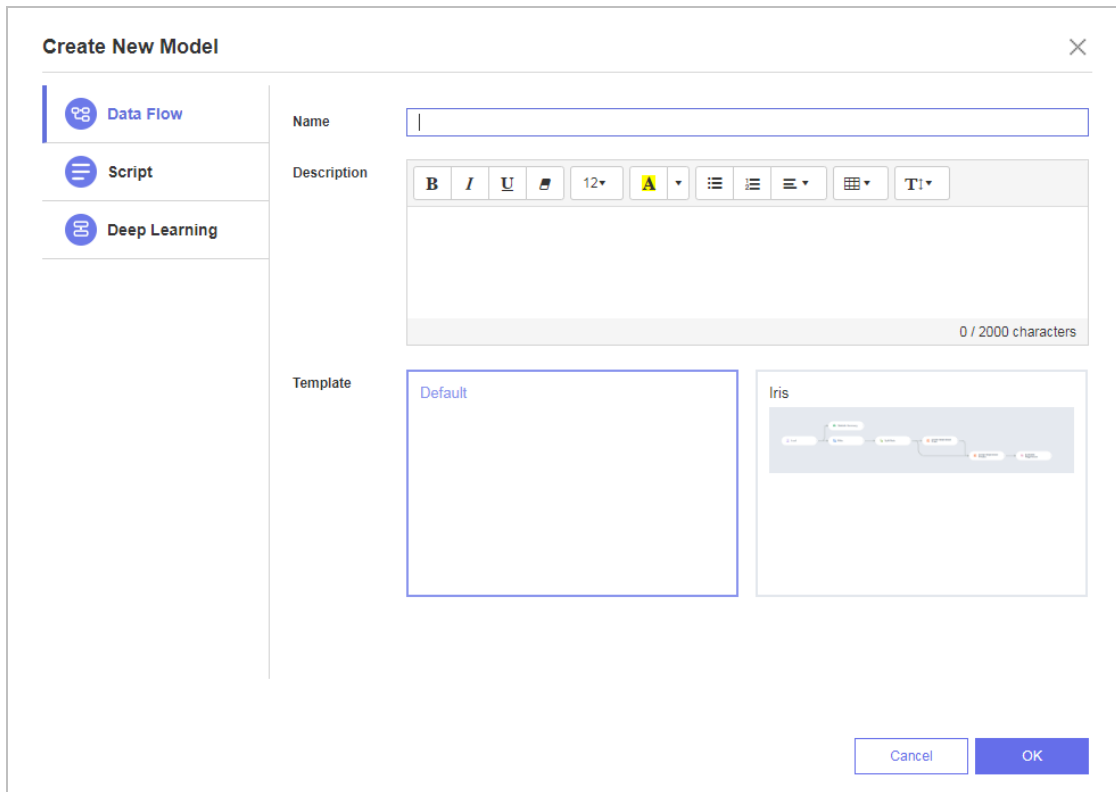 Create New Model
Data Flow
Script
Deep Learning
Name
Description
B I U 12 A T
0 / 2000 characters
Template
Default
Iris
Cancel
OK